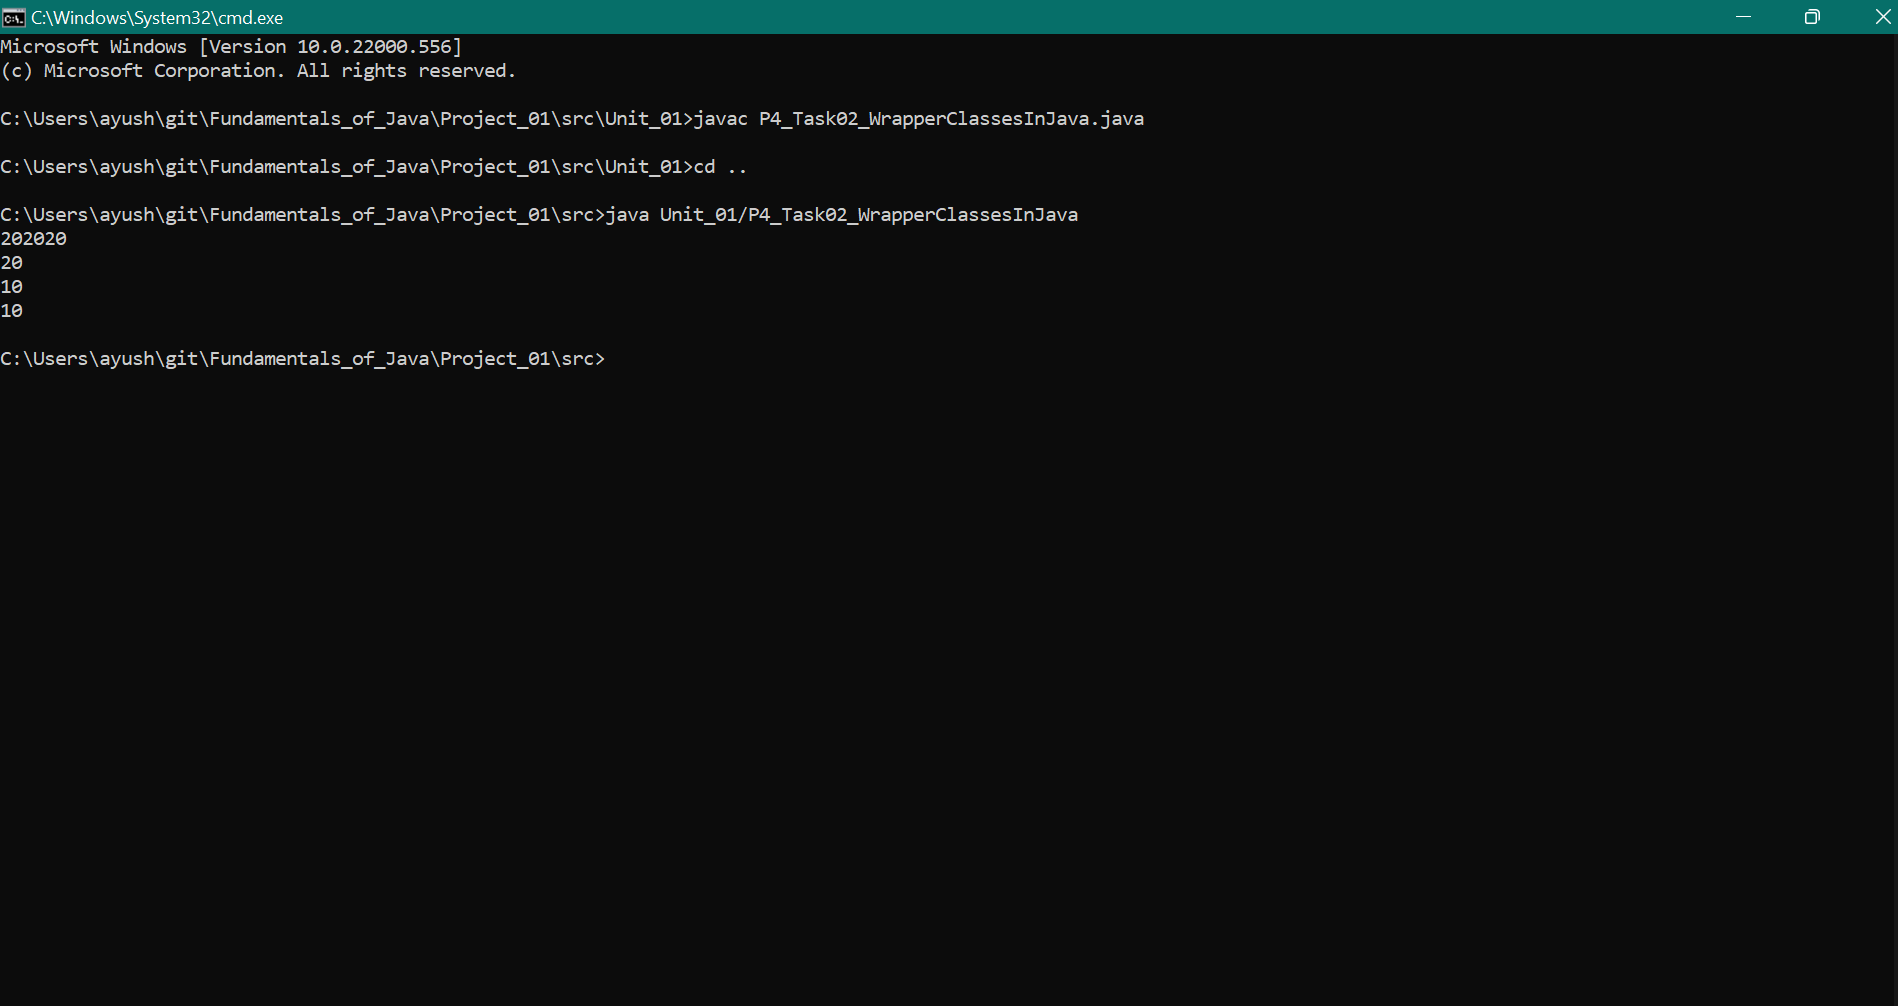 C:\Windows\System32\cmd.exe
Microsoft Windows [Version 10.0.22000.556]
(c) Microsoft Corporation. All rights reserved.
C:\Users\ayush\git\Fundamentals_of_Java\Project_01\src\Unit_01>javac P4_Task02_WrapperClassesInJava.java
C:\Users\ayush\git\Fundamentals_of_Java\Project_01\src\Unit_01>cd ..
C:\Users\ayush\git\Fundamentals_of_Java\Project_01\src>java Unit_01/P4_Task02_WrapperClassesInJava
202020
20
10
10
C:\Users\ayush\git\Fundamentals_of_Java\Project_01\src>